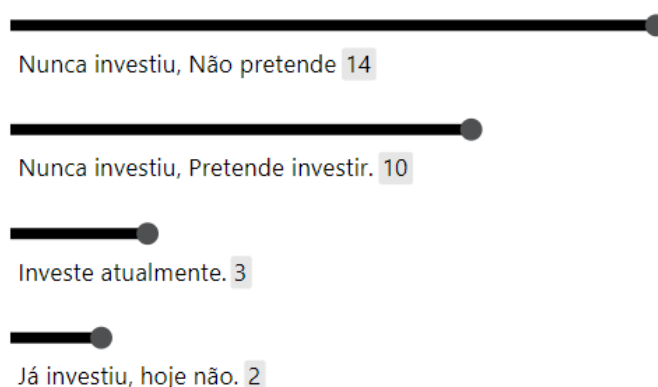 Nunca investiu, Não pretende 14
Nunca investiu, Pretende investir. 10
Investe atualmente. 3
Já investiu, hoje não. 2